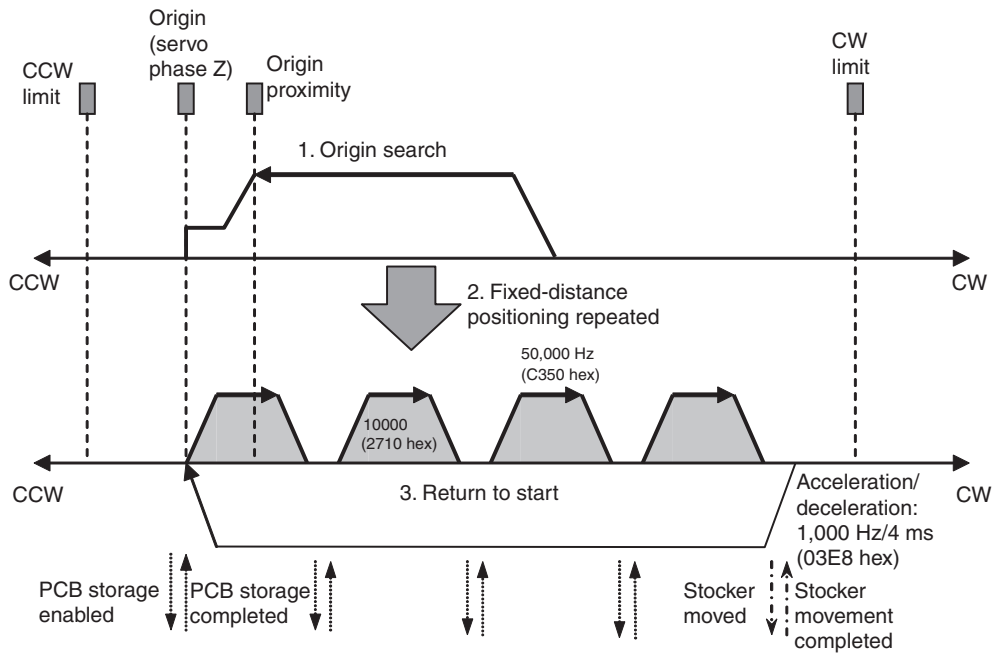 Origin
(servo
phase Z)
CCW
limit
Origin
proximity
CW
limit
1. Origin search
CCW
CW
2. Fixed-distance
positioning repeated
50,000 Hz
(C350 hex)
10000
(2710 hex)
CCW
CW
3. Return to start
Acceleration/
deceleration:
1,000 Hz/4 ms
(03E8 hex)
PCB storage
enabled
PCB storage
completed
Stocker
moved
Stocker
movement
completed